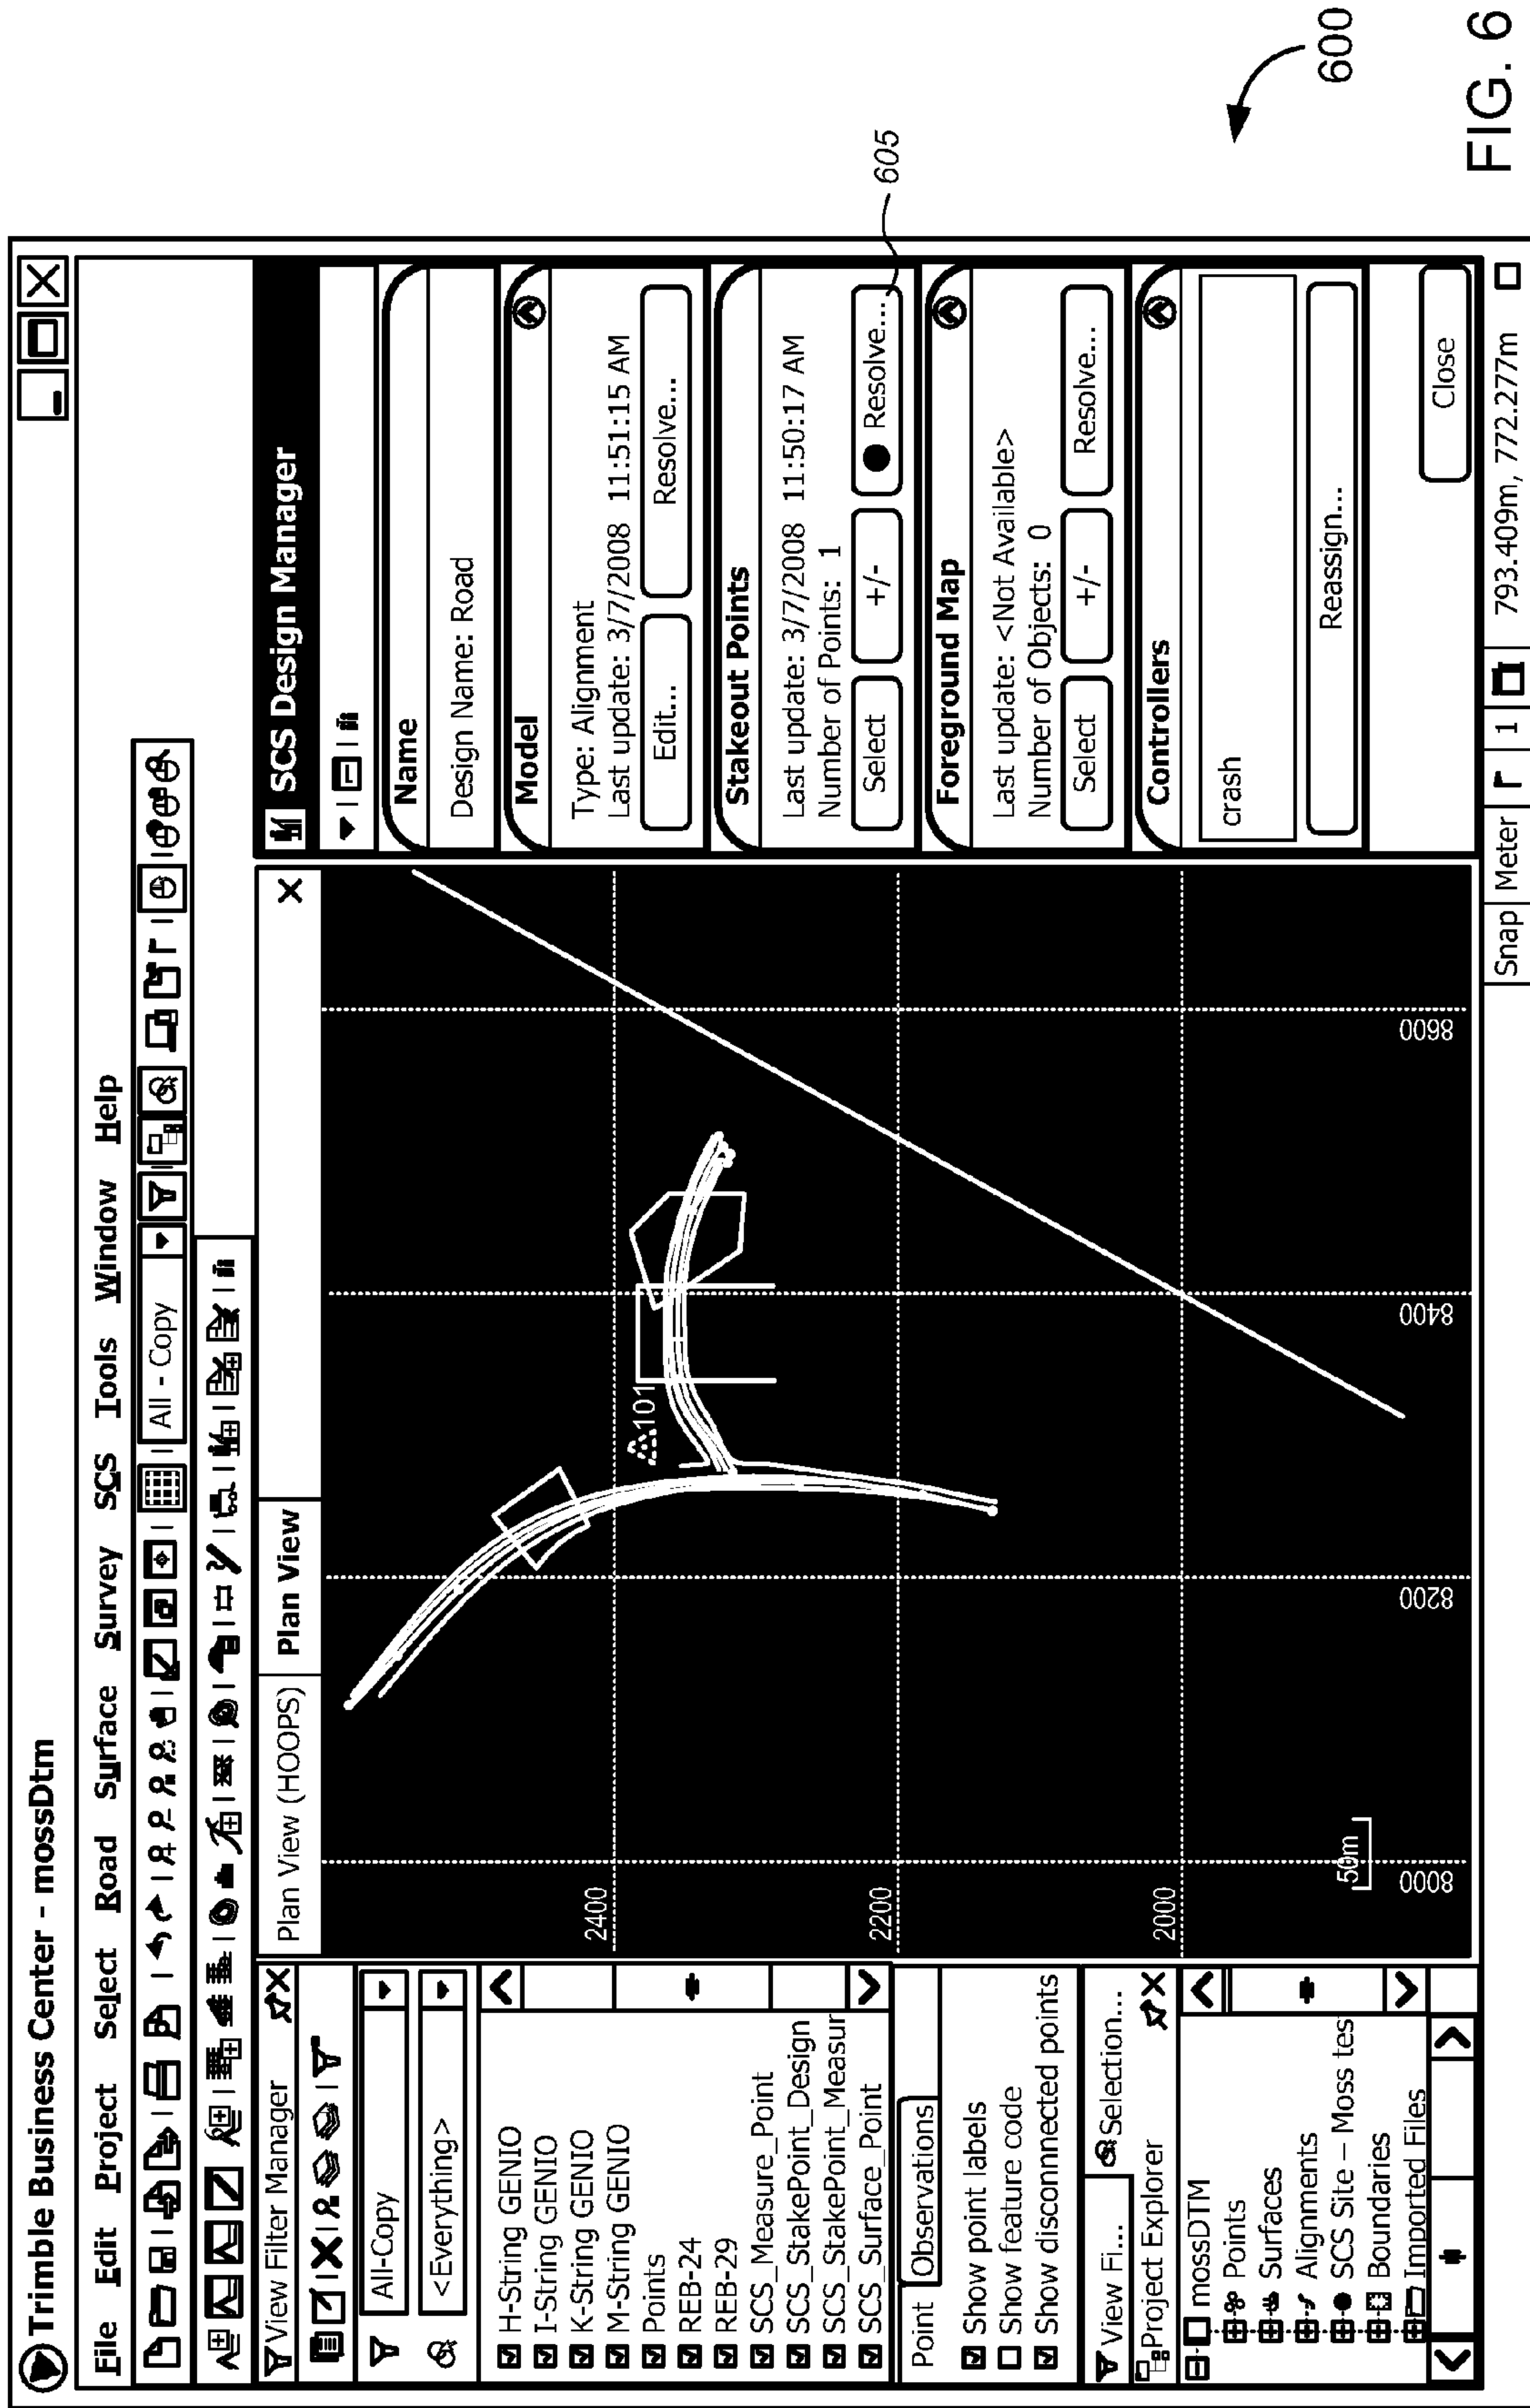 Trimble Business Center - mossDtm
File Edit Project Select Road Surface Survey SCS Tools Window Help
All - Copy
View Filter Manager
All-Copy
<Everything>
H-String GENIO
I-String GENIO
K-String GENIO
M-String GENIO
Points
REB-24
REB-29
SCS_Measure_Point
SCS_StakePoint_Design
SCS_StakePoint_Measur
SCS_Surface_Point
Point Observations
Show point labels
Show feature code
Show disconnected points
View Fi... Selection...
Project Explorer
mossDTM
Points
Surfaces
Alignments
SCS Site – Moss tes
Boundaries
Imported Files
Plan View (HOOPS) Plan View
2400
2200
2000
101
50m
8000 8200 8400 8600
SCS Design Manager
Name
Design Name: Road
Model
Type: Alignment
Last update: 3/7/2008 11:51:15 AM
Edit... Resolve...
Stakeout Points
Last update: 3/7/2008 11:50:17 AM
Number of Points: 1
Select +/- Resolve...
605
Foreground Map
Last update: <Not Available>
Number of Objects: 0
Select +/- Resolve...
Controllers
crash
Reassign...
Close
Snap Meter 1 793.409m, 772.277m
600
FIG. 6